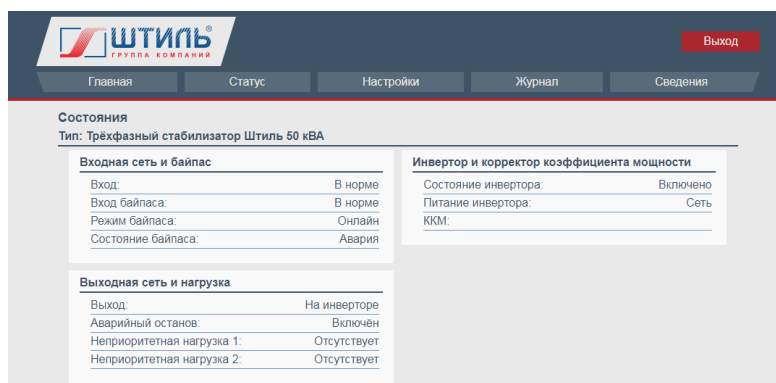 ШТИЛЬ®
ГРУППА КОМПАНИЙ
Выход
Главная Статус Настройки Журнал Сведения
Состояния
Тип: Трёхфазный стабилизатор Штиль 50 кВА
Входная сеть и байпас
Вход: В норме
Вход байпаса: В норме
Режим байпаса: Онлайн
Состояние байпаса: Авария
Инвертор и корректор коэффициента мощности
Состояние инвертора: Включено
Питание инвертора: Сеть
ККМ:
Выходная сеть и нагрузка
Выход: На инверторе
Аварийный останов: Включён
Неприоритетная нагрузка 1: Отсутствует
Неприоритетная нагрузка 2: Отсутствует